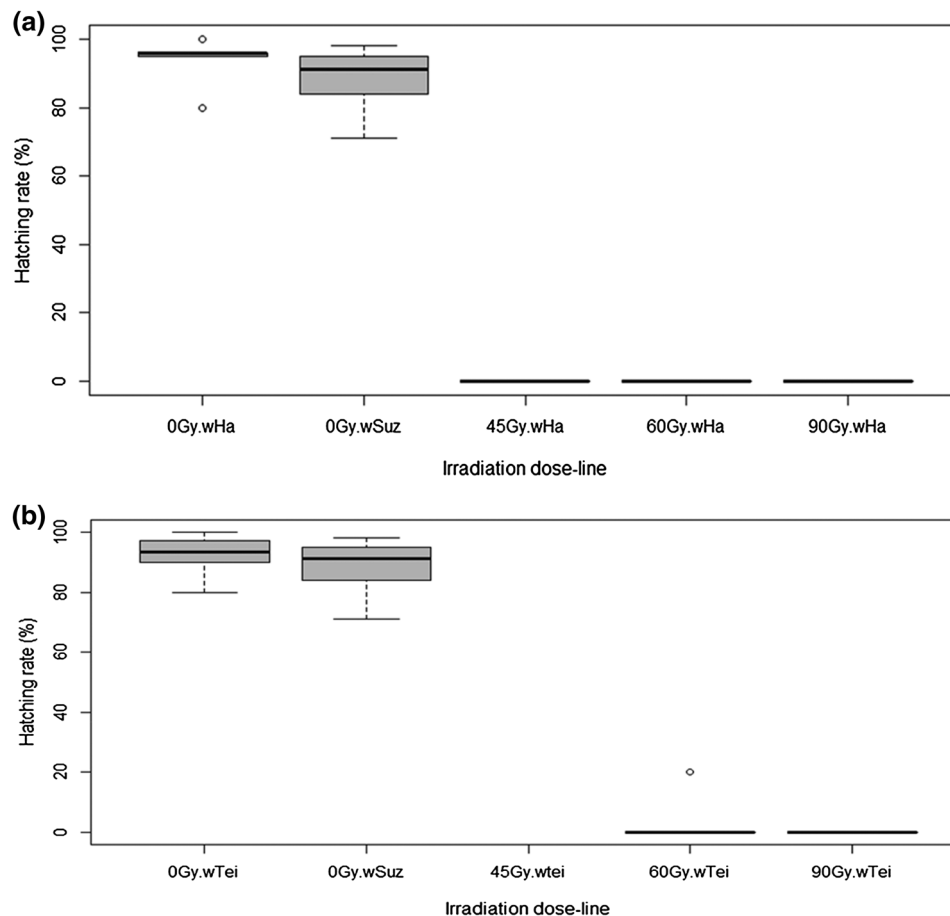 (a)
Hatching rate (%)
100
80
60
40
20
0
0Gy.wHa 0Gy.wSuz 45Gy.wHa 60Gy.wHa 90Gy.wHa
Irradiation dose-line
(b)
Hatching rate (%)
100
80
60
40
20
0
0Gy.wTei 0Gy.wSuz 45Gy.wtei 60Gy.wTei 90Gy.wTei
Irradiation dose-line